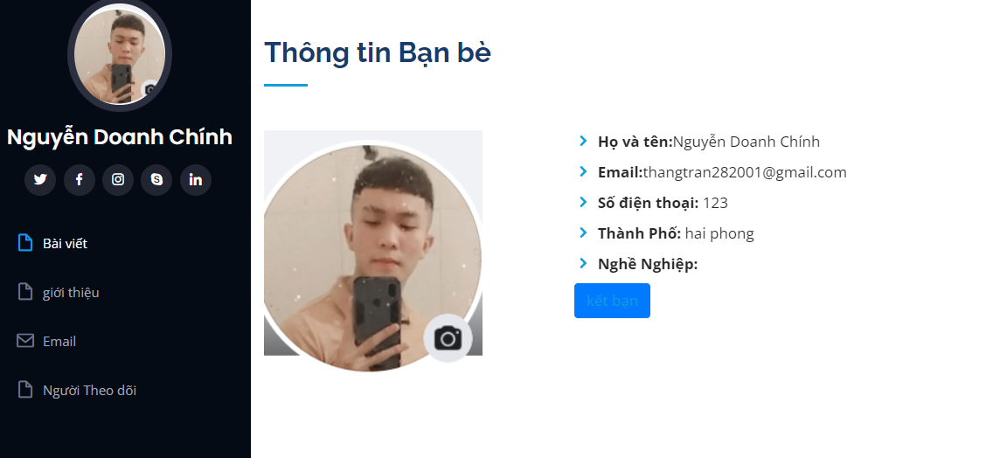 Nguyễn Doanh Chính
Bài viết
giới thiệu
Email
Người Theo dõi
Thông tin Bạn bè
Họ và tên:Nguyễn Doanh Chính
Email:thangtran282001@gmail.com
Số điện thoại: 123
Thành Phố: hai phong
Nghề Nghiệp:
kết bạn